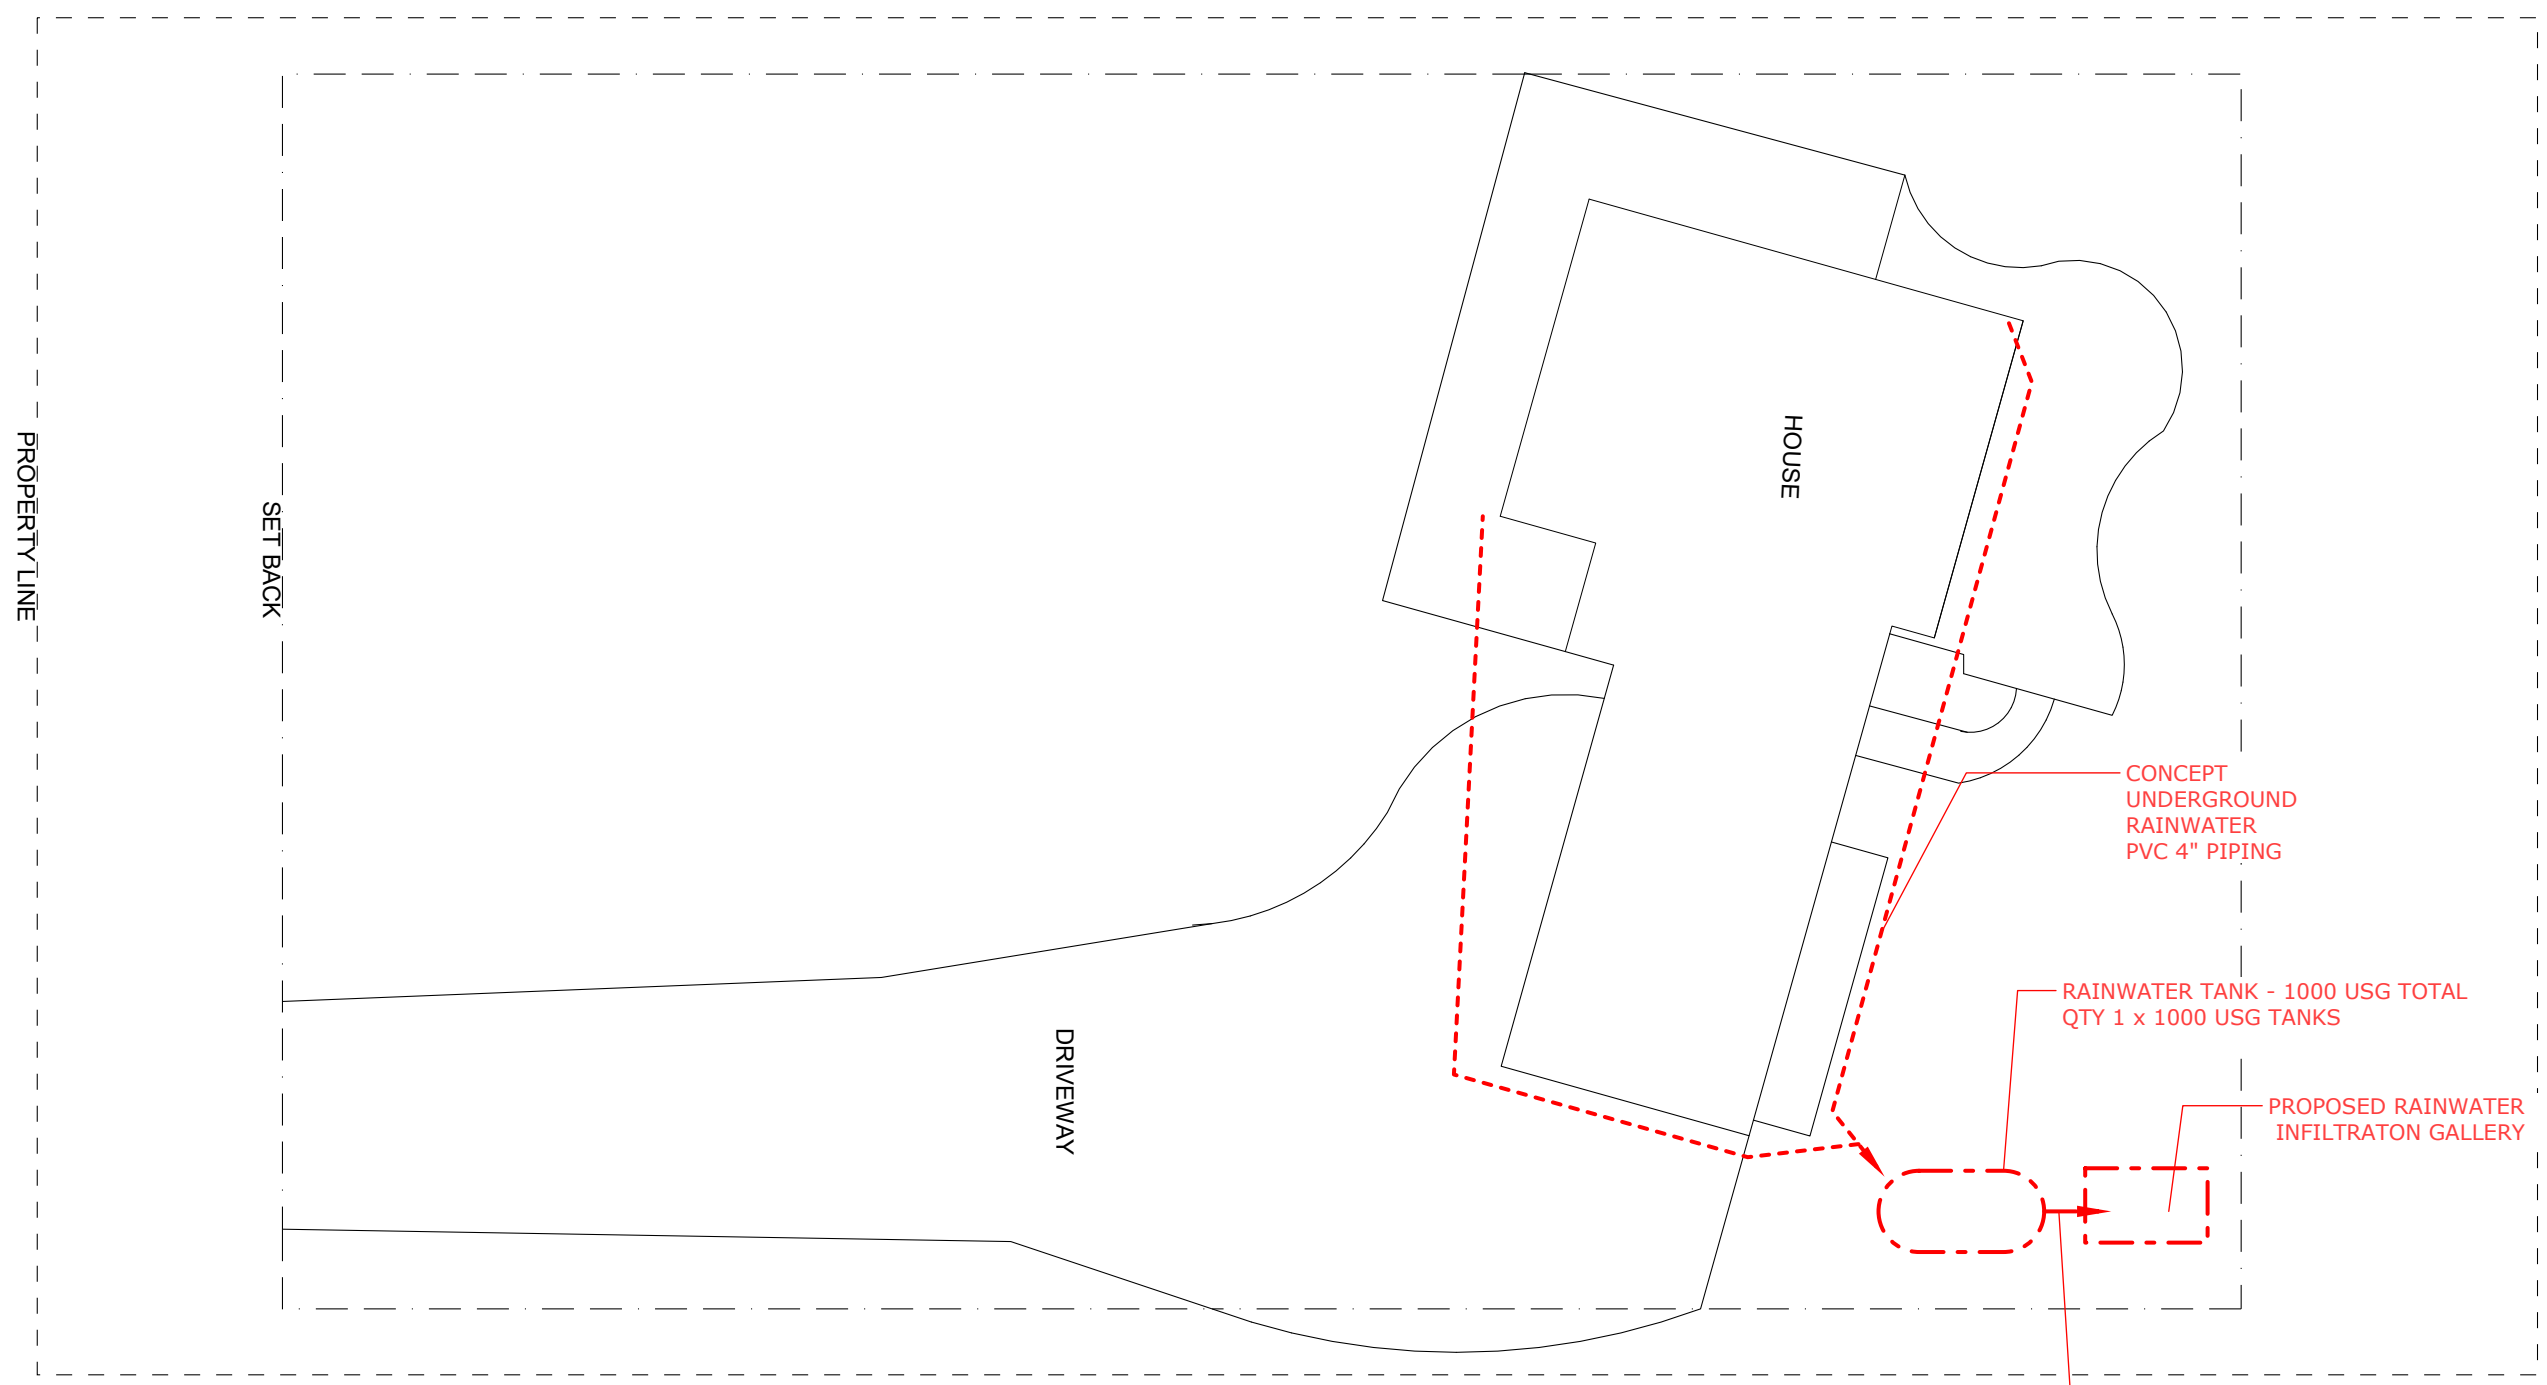 PROPERTY LINE
SET BACK
HOUSE
DRIVEWAY
CONCEPT
UNDERGROUND
RAINWATER
PVC 4" PIPING
RAINWATER TANK - 1000 USG TOTAL
QTY 1 x 1000 USG TANKS
PROPOSED RAINWATER
INFILTRATON GALLERY